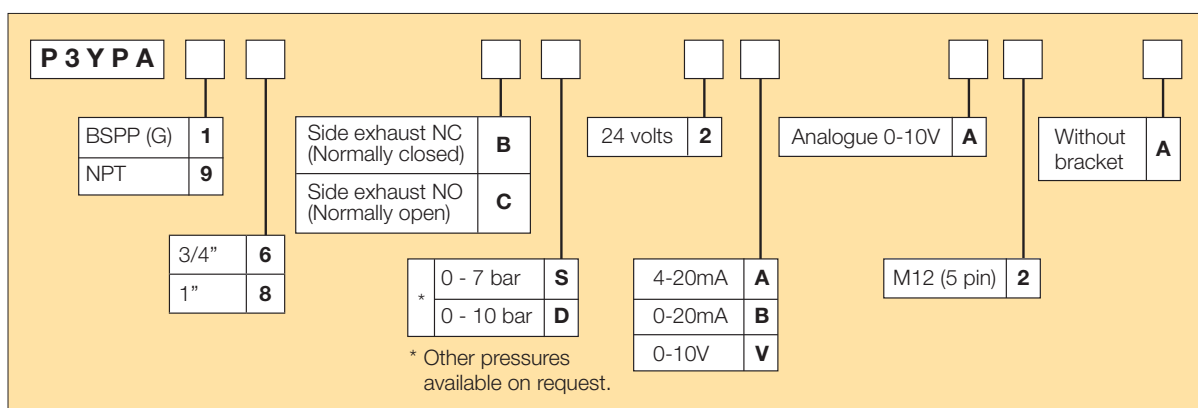 P3YPA
BSPP (G) 1
NPT 9
3/4” 6
1” 8
Side exhaust NC
(Normally closed) B
Side exhaust NO
(Normally open) C
* 0 - 7 bar S
0 - 10 bar D
* Other pressures
available on request.
24 volts 2
4-20mA A
0-20mA B
0-10V V
Analogue 0-10V A
M12 (5 pin) 2
Without
bracket A